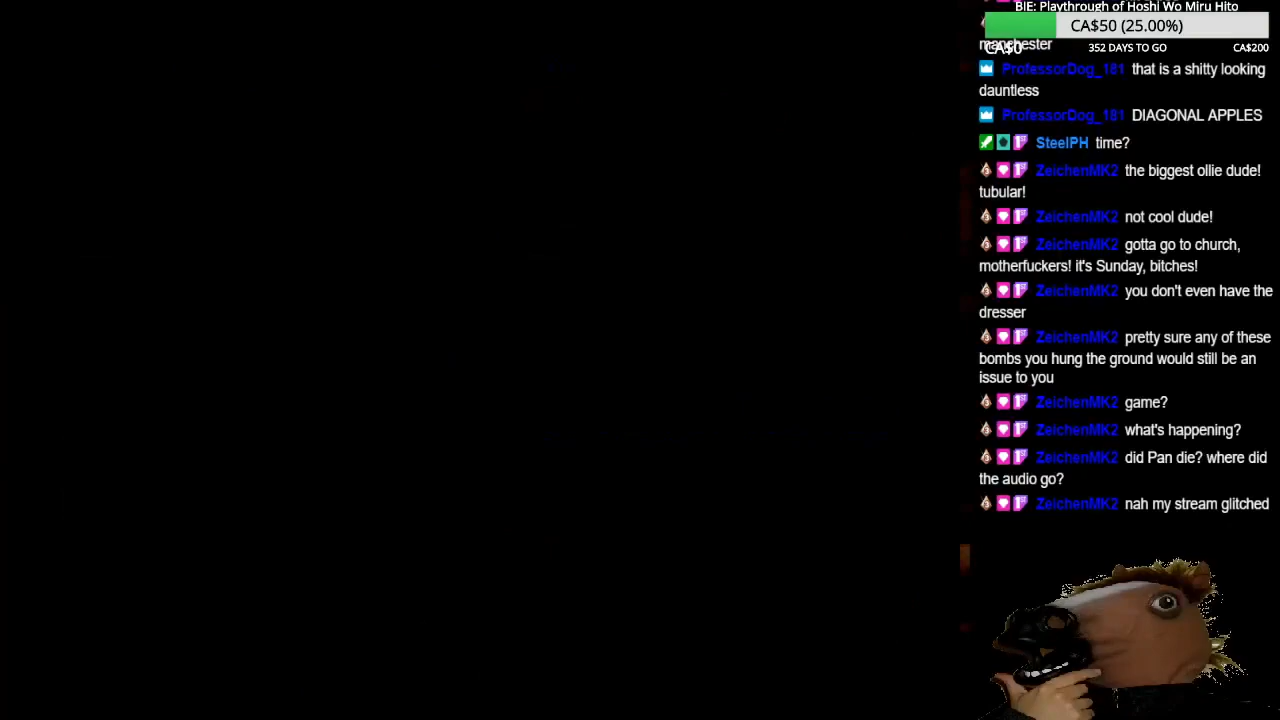 BIE: Playthrough of Hoshi Wo Miru Hito
CA$50 (25.00%)
manchester
CA$0 352 DAYS TO GO CA$200
ProfessorDog_181 that is a shitty looking
dauntless
ProfessorDog_181 DIAGONAL APPLES
SteelPH time?
ZeichenMK2 the biggest ollie dude!
tubular!
ZeichenMK2 not cool dude!
ZeichenMK2 gotta go to church,
motherfuckers! it's Sunday, bitches!
ZeichenMK2 you don't even have the
dresser
ZeichenMK2 pretty sure any of these
bombs you hung the ground would still be an
issue to you
ZeichenMK2 game?
ZeichenMK2 what's happening?
ZeichenMK2 did Pan die? where did
the audio go?
ZeichenMK2 nah my stream glitched